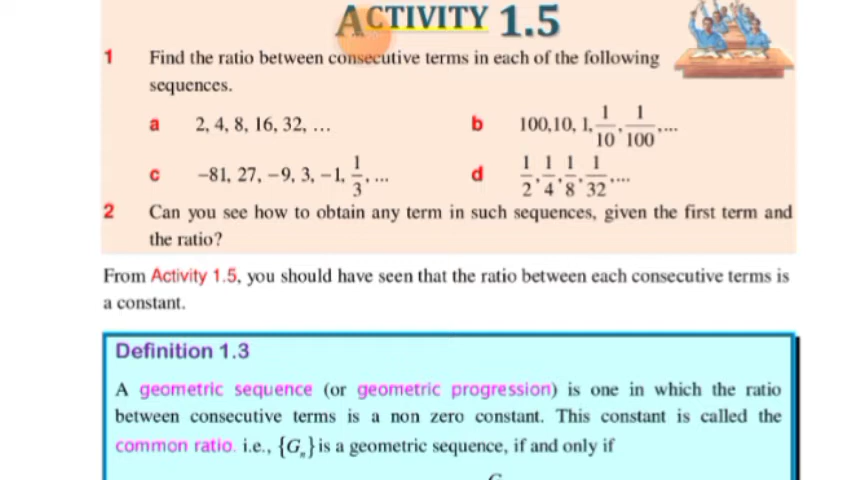 ACTIVITY 1.5
1 Find the ratio between consecutive terms in each of the following
sequences.
a 2, 4, 8, 16, 32, …
b 100,10, 1, 1/10, 1/100,...
c −81, 27, −9, 3, −1, 1/3, ...
d 1/2, 1/4, 1/8, 1/32,....
2 Can you see how to obtain any term in such sequences, given the first term and
the ratio?
From Activity 1.5, you should have seen that the ratio between each consecutive terms is
a constant.
Definition 1.3
A geometric sequence (or geometric progression) is one in which the ratio
between consecutive terms is a non zero constant. This constant is called the
common ratio. i.e., {Gₙ} is a geometric sequence, if and only if